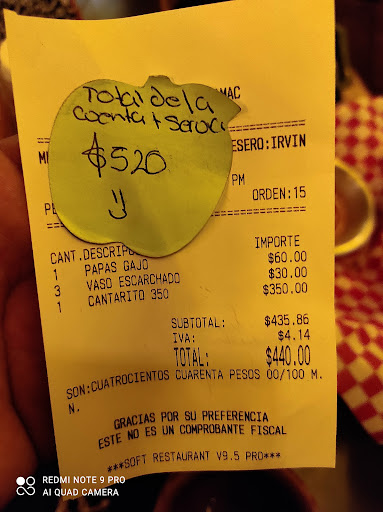 MAC
Total de la
cuenta + servici
$520
ESERO:IRVIN
PM
ORDEN:15
CANT.DESCRIPC IMPORTE
1 PAPAS GAJO $60.00
3 VASO ESCARCHADO $30.00
1 CANTARITO 350 $350.00
SUBTOTAL: $435.86
IVA: $4.14
TOTAL: $440.00
SON:CUATROCIENTOS CUARENTA PESOS 00/100 M.
N.
GRACIAS POR SU PREFERENCIA
ESTE NO ES UN COMPROBANTE FISCAL
***SOFT RESTAURANT V9.5 PRO***
REDMI NOTE 9 PRO
AI QUAD CAMERA